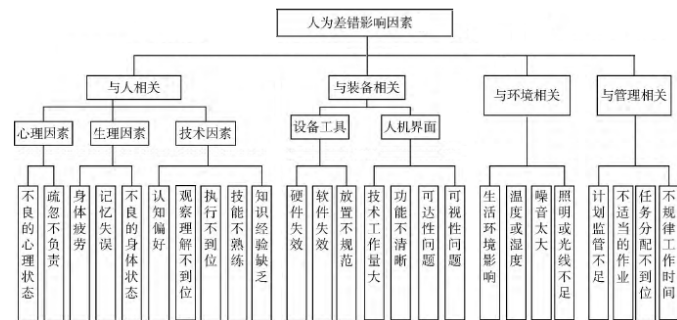 人为差错影响因素
与人相关
与装备相关
与环境相关
与管理相关
心理因素
生理因素
技术因素
设备工具
人机界面
不良的心理状态
疏忽不负责
身体疲劳
记忆失误
不良的身体状态
认知偏好
观察理解不到位
执行不到位
技能不熟练
知识经验缺乏
硬件失效
软件失效
放置不规范
技术工作量大
功能不清晰
可达性问题
可视性问题
生活环境影响
温度或湿度
噪音太大
照明或光线不足
计划监管不足
不适当的作业
任务分配不到位
不规律工作时间